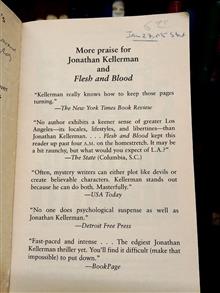 More praise for
Jonathan Kellerman
and
Flesh and Blood
"Kellerman really knows how to keep those pages
turning."
—The New York Times Book Review
"No author exhibits a keener sense of greater Los
Angeles—its locales, lifestyles, and libertines—than
Jonathan Kellerman. . . . Flesh and Blood kept this
reader up past four A.M. on the homestretch. It may be
a bit raunchy, but what would you expect of L.A?"
—The State (Columbia, S.C.)
"Often, mystery writers can either plot like devils or
create believable characters. Kellerman stands out
because he can do both. Masterfully."
—USA Today
"No one does psychological suspense as well as
Jonathan Kellerman."
—Detroit Free Press
"Fast-paced and intense . . . The edgiest Jonathan
Kellerman thriller yet. You'll find it difficult (make that
impossible) to put down."
—BookPage